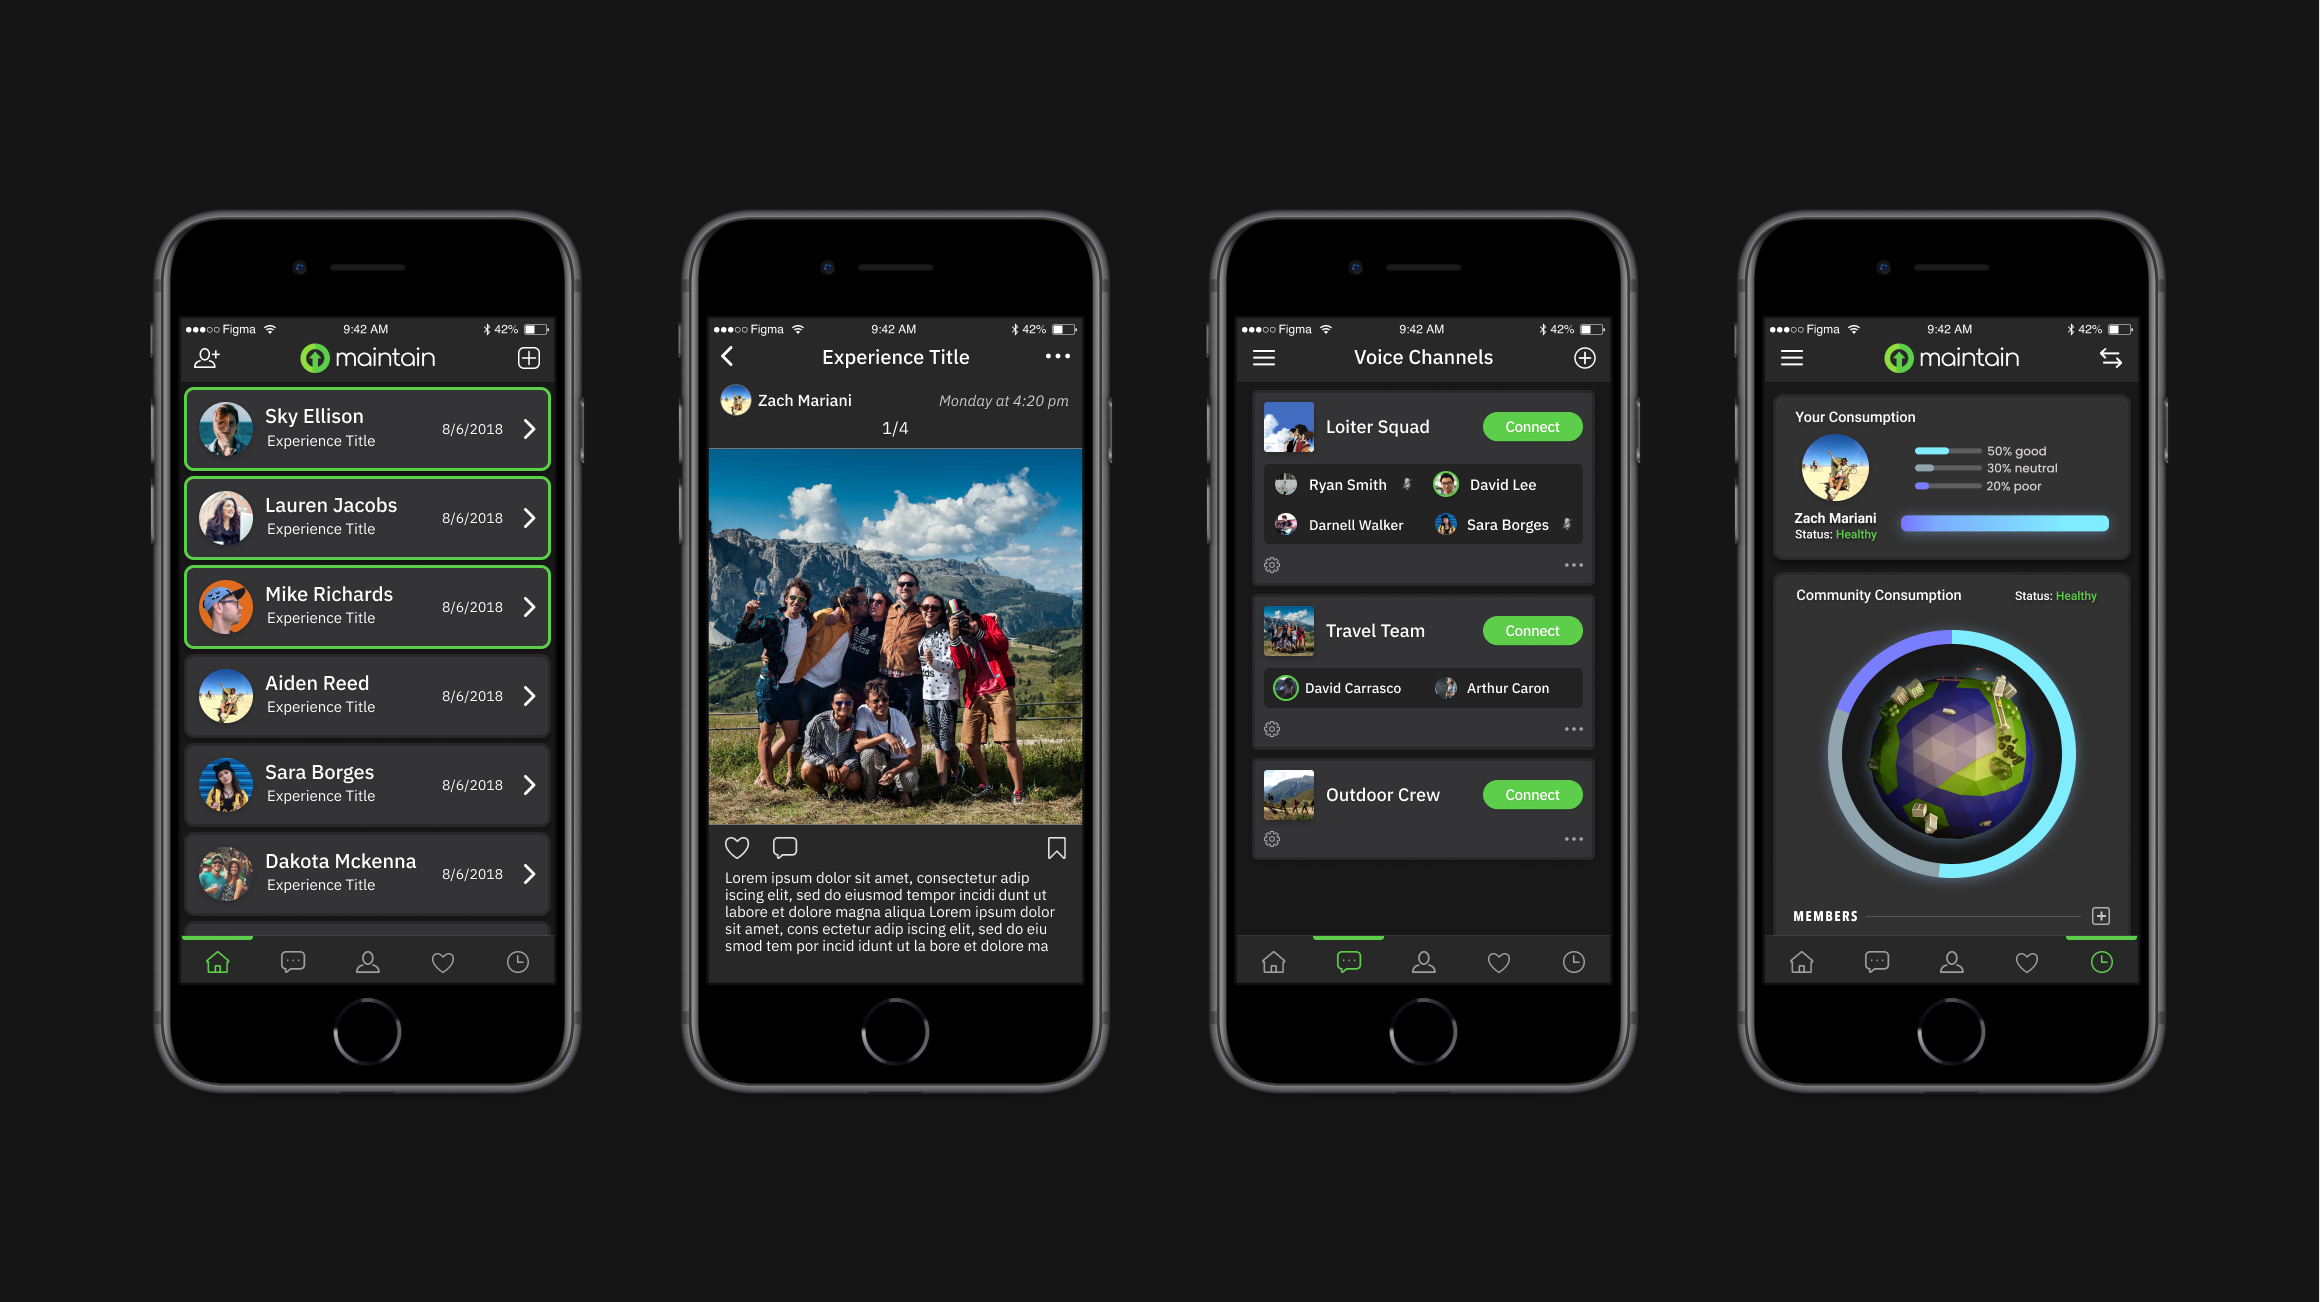 Figma 9:42 AM 42%
maintain
Sky Ellison
Experience Title
8/6/2018
Lauren Jacobs
Experience Title
8/6/2018
Mike Richards
Experience Title
8/6/2018
Aiden Reed
Experience Title
8/6/2018
Sara Borges
Experience Title
8/6/2018
Dakota Mckenna
Experience Title
8/6/2018
Figma 9:42 AM 42%
Experience Title
Zach Mariani Monday at 4:20 pm
1/4
adidas
Lorem ipsum dolor sit amet, consectetur adip
iscing elit, sed do eiusmod tempor incidi dunt ut
labore et dolore magna aliqua Lorem ipsum dolor
sit amet, cons ectetur adip iscing elit, sed do eiu
smod tem por incid idunt ut la bore et dolore ma
Figma 9:42 AM 42%
Voice Channels
Loiter Squad Connect
Ryan Smith David Lee
Darnell Walker Sara Borges
Travel Team Connect
David Carrasco Arthur Caron
Outdoor Crew Connect
Figma 9:42 AM 42%
maintain
Your Consumption
50% good
30% neutral
20% poor
Zach Mariani
Status: Healthy
Community Consumption Status: Healthy
MEMBERS